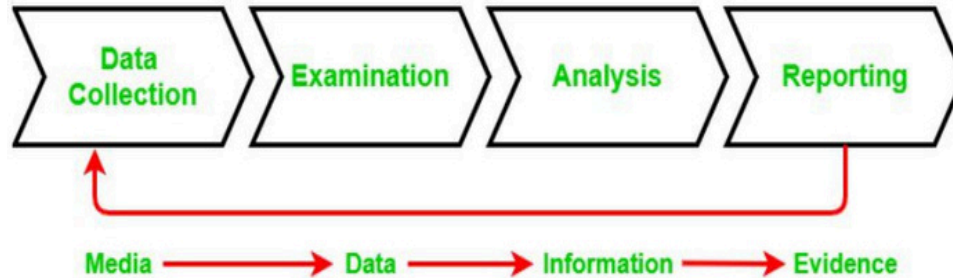 Data
Collection
Examination
Analysis
Reporting
Media
Data
Information
Evidence